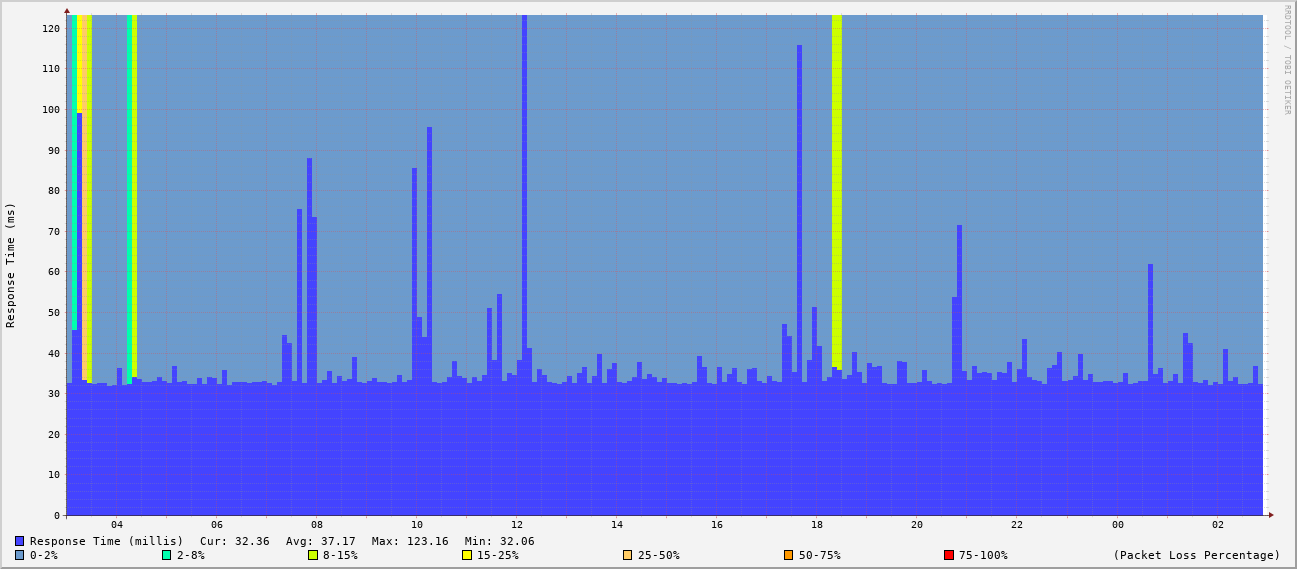 RRDTOOL / TOBI OETIKER
Response Time (ms)
120
110
100
90
80
70
60
50
40
30
20
10
0
04 06 08 10 12 14 16 18 20 22 00 02
Response Time (millis) Cur: 32.36 Avg: 37.17 Max: 123.16 Min: 32.06
0-2% 2-8% 8-15% 15-25% 25-50% 50-75% 75-100% (Packet Loss Percentage)